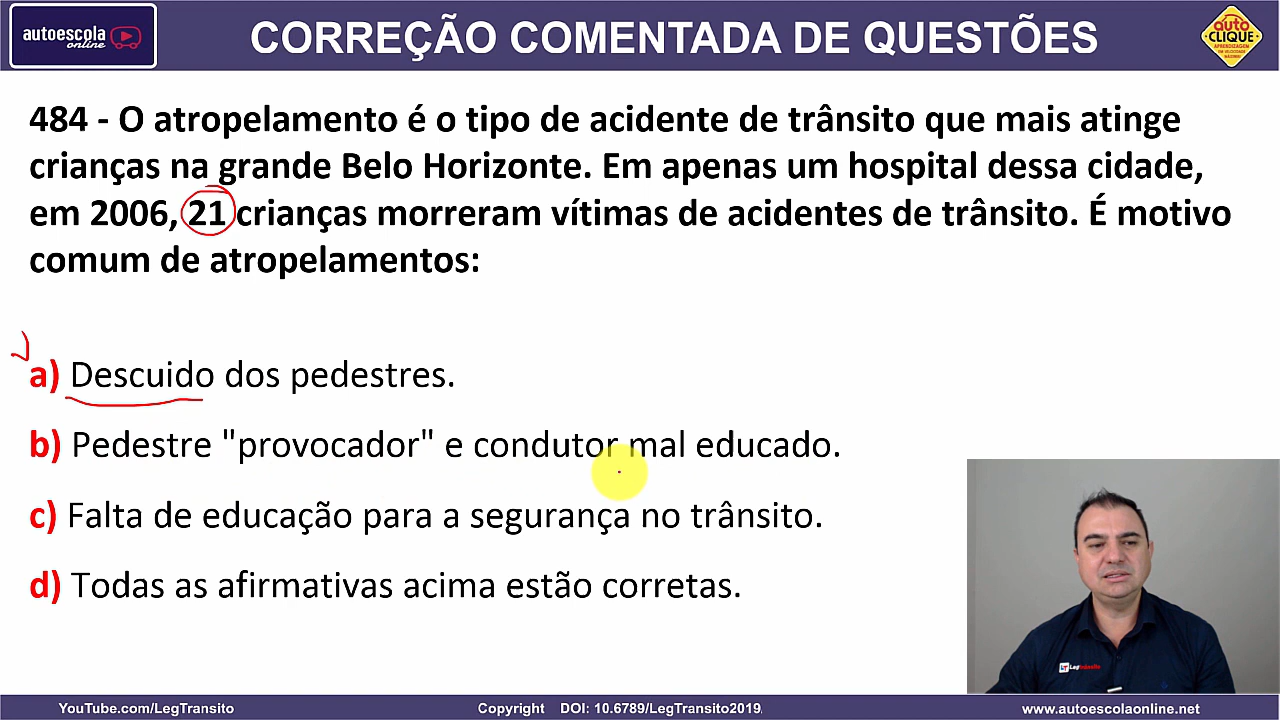 autoescola
online
CORREÇÃO COMENTADA DE QUESTÕES
auto
CLIQUE
APRENDIZAGEM
484 - O atropelamento é o tipo de acidente de trânsito que mais atinge
crianças na grande Belo Horizonte. Em apenas um hospital dessa cidade,
em 2006, 21 crianças morreram vítimas de acidentes de trânsito. É motivo
comum de atropelamentos:
a) Descuido dos pedestres.
b) Pedestre "provocador" e condutor mal educado.
c) Falta de educação para a segurança no trânsito.
d) Todas as afirmativas acima estão corretas.
LT Legtrânsito
YouTube.com/LegTransito
Copyright DOI: 10.6789/LegTransito2019.
www.autoescolaonline.net